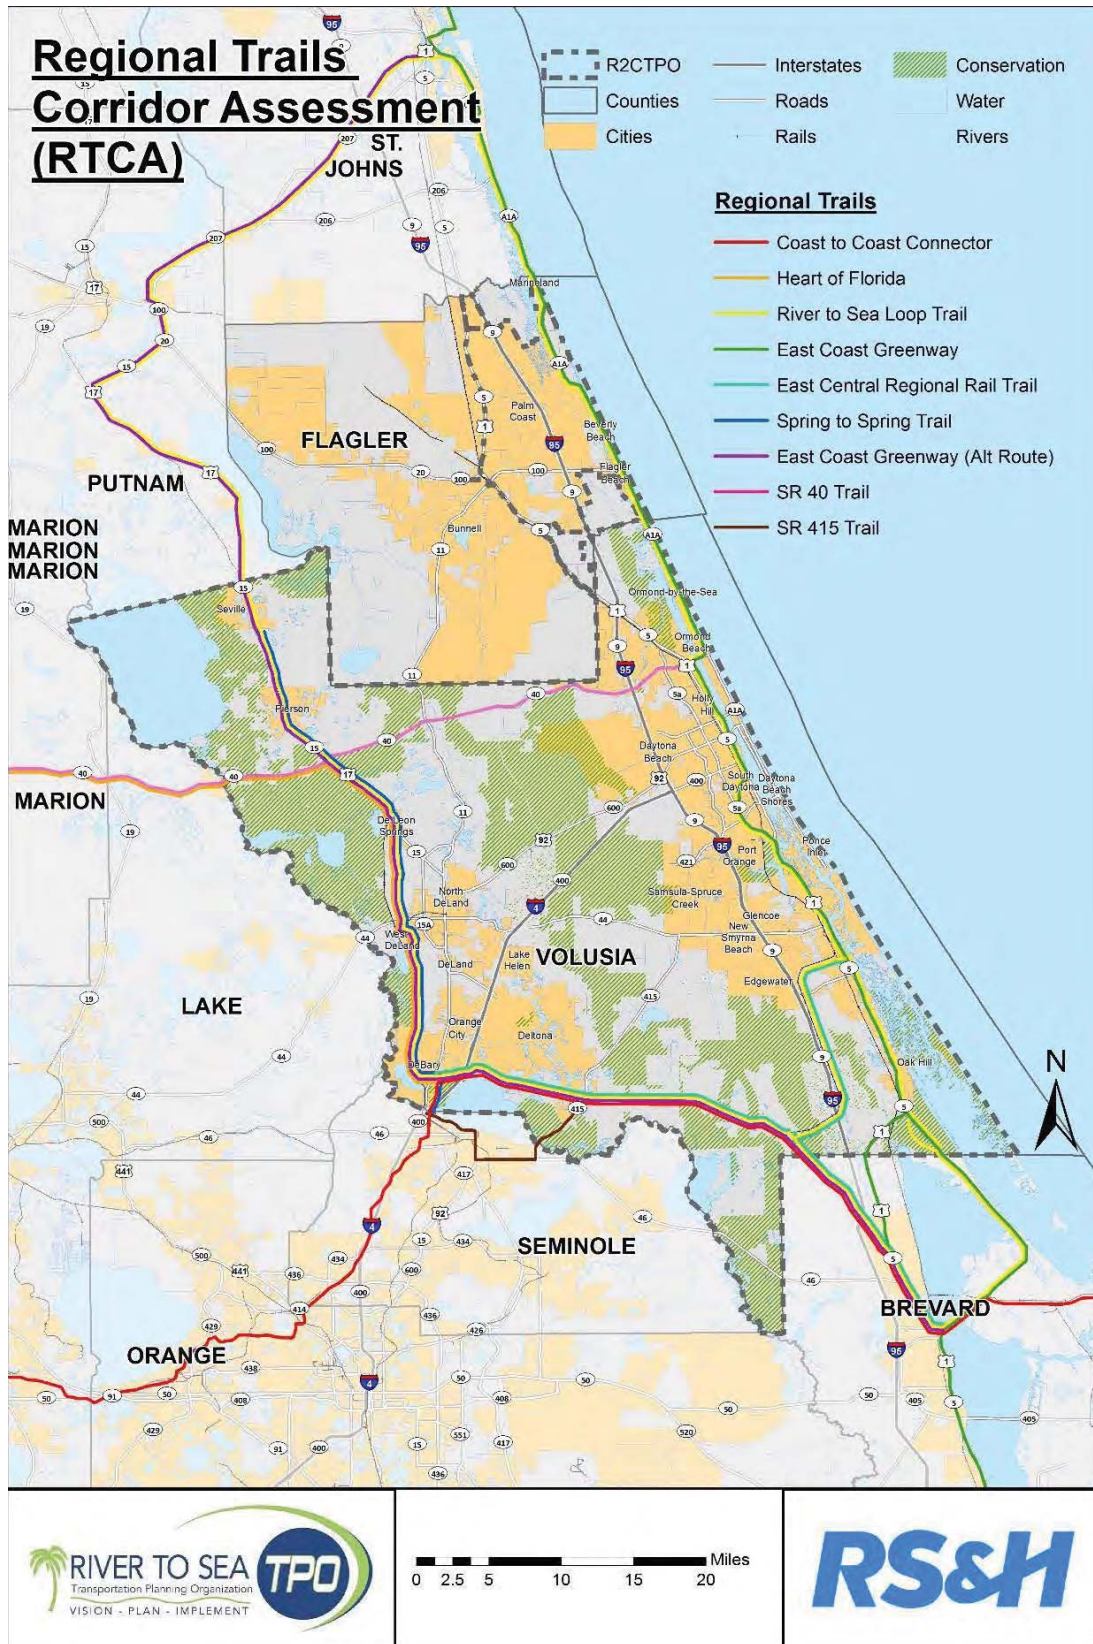 Regional Trails
Corridor Assessment
(RTCA)
R2CTPO
Counties
Cities
Interstates
Roads
Rails
Conservation
Water
Rivers
Regional Trails
Coast to Coast Connector
Heart of Florida
River to Sea Loop Trail
East Coast Greenway
East Central Regional Rail Trail
Spring to Spring Trail
East Coast Greenway (Alt Route)
SR 40 Trail
SR 415 Trail
ST.
JOHNS
Marineland
FLAGLER
Palm
Coast
Beverly
Beach
Flagler
Beach
Bunnell
PUTNAM
MARION
MARION
MARION
Seville
Ormond-by-the-Sea
Ormond
Beach
Pierson
Holly
Hill
MARION
Daytona
Beach
South
Daytona
Daytona
Beach
Shores
De Leon
Springs
Port
Orange
Ponce
Inlet
North
DeLand
Samsula-Spruce
Creek
Glencoe
New
Smyrna
Beach
West
DeLand
DeLand
Lake
Helen
VOLUSIA
Edgewater
LAKE
Orange
City
Deltona
DeBary
Oak Hill
N
SEMINOLE
BREVARD
ORANGE
RIVER TO SEA
Transportation Planning Organization
VISION - PLAN - IMPLEMENT
TPO
Miles
0 2.5 5 10 15 20
RS&H